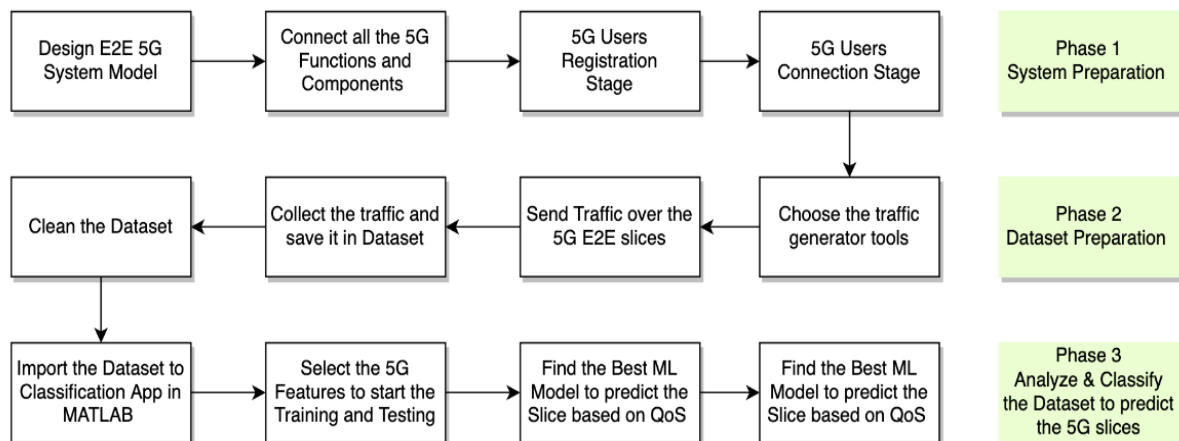 Design E2E 5G
System Model
Connect all the 5G
Functions and
Components
5G Users
Registration
Stage
5G Users
Connection Stage
Phase 1
System Preparation
Clean the Dataset
Collect the traffic and
save it in Dataset
Send Traffic over the
5G E2E slices
Choose the traffic
generator tools
Phase 2
Dataset Preparation
Import the Dataset to
Classification App in
MATLAB
Select the 5G
Features to start the
Training and Testing
Find the Best ML
Model to predict the
Slice based on QoS
Find the Best ML
Model to predict the
Slice based on QoS
Phase 3
Analyze & Classify
the Dataset to predict
the 5G slices